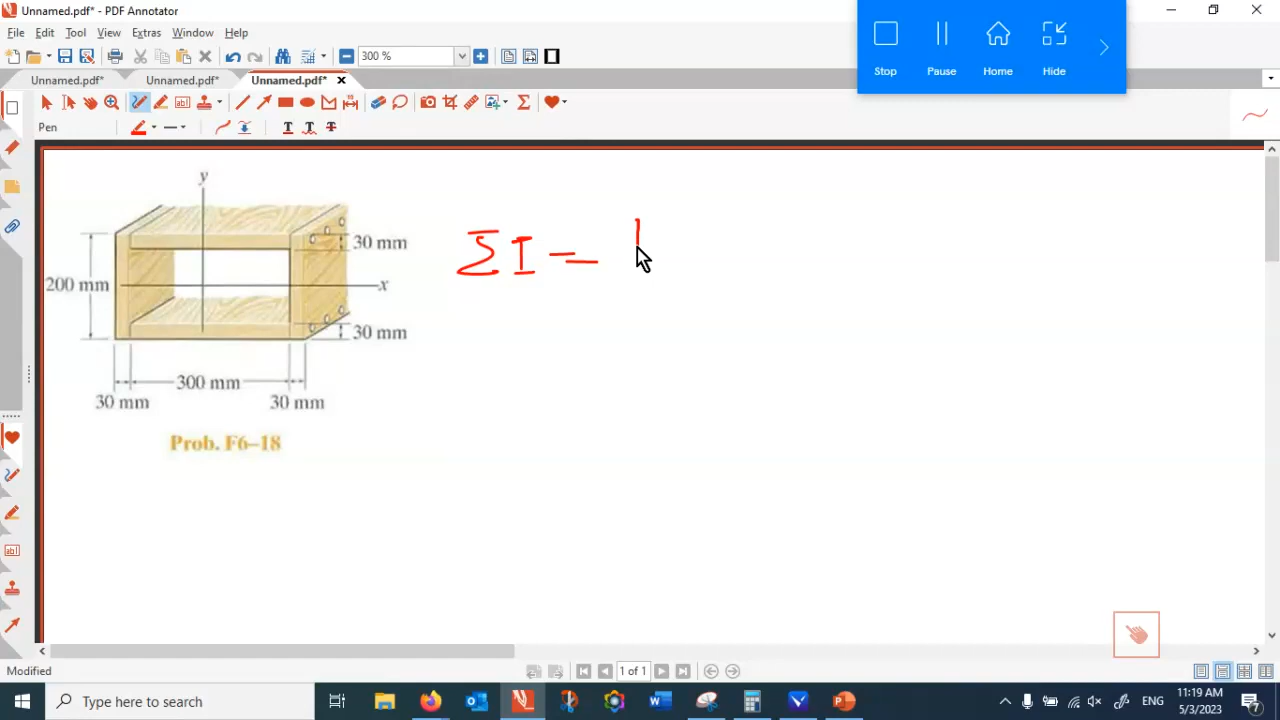 Unnamed.pdf* - PDF Annotator
File Edit Tool View Extras Window Help
300 %
Unnamed.pdf* Unnamed.pdf* Unnamed.pdf*
Pen
Stop Pause Home Hide
y
30 mm
200 mm
x
30 mm
300 mm
30 mm 30 mm
Prob. F6–18
ΣI = 1
Modified
1 of 1
Type here to search
ENG
11:19 AM
5/3/2023
7